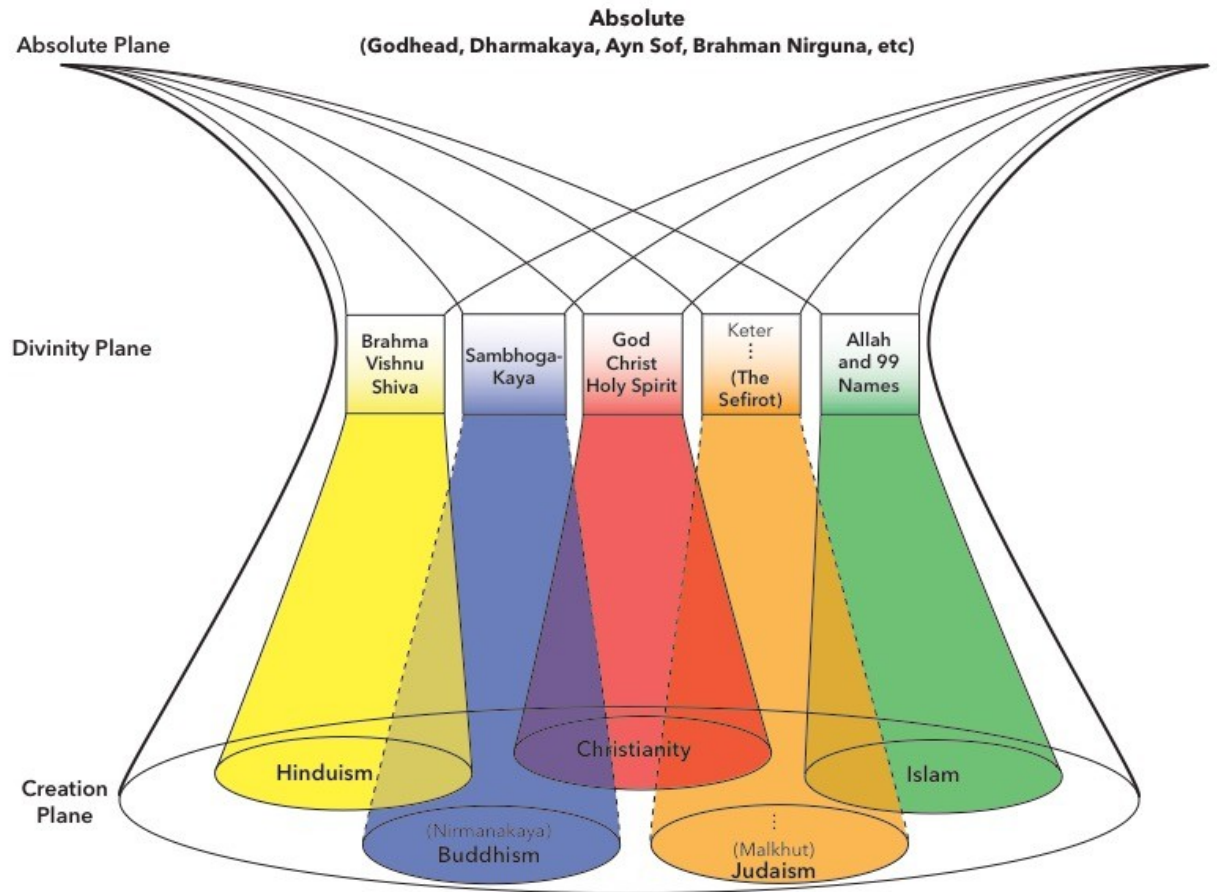 Absolute
(Godhead, Dharmakaya, Ayn Sof, Brahman Nirguna, etc)
Absolute Plane
Divinity Plane
Brahma
Vishnu
Shiva
Sambhoga-
Kaya
God
Christ
Holy Spirit
Keter
⋮
(The
Sefirot)
Allah
and 99
Names
Creation
Plane
Hinduism
(Nirmanakaya)
Buddhism
Christianity
⋮
(Malkhut)
Judaism
Islam